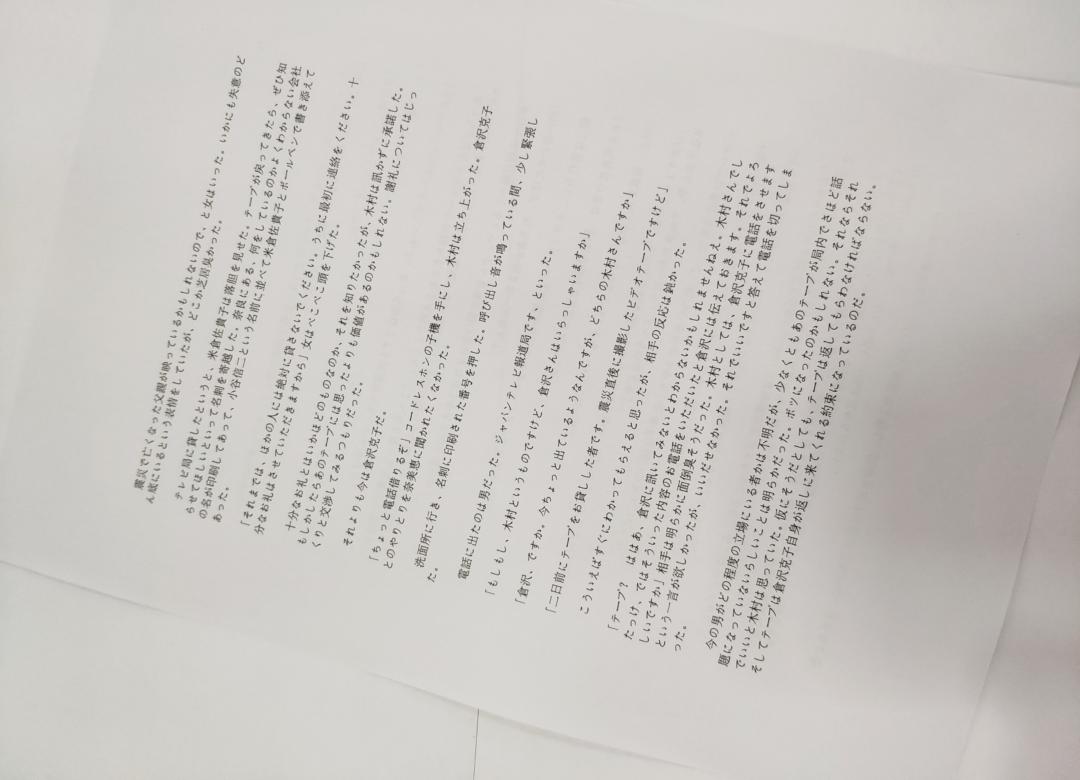 震災で亡くなった父親が映っているかもしれないので、と女はいった。いかにも失意のど
ん底にいるという表情をしていたが、どこか芝居臭かった。
テレビ局に貸したというと、米倉佐貴子は落胆を見せた。テープが戻ってきたら、ぜひ知
らせてほしいといって名刺を寄越した。奈良にある、何をしているのかよくわからない会社
の名が印刷してあって、小谷信二という名前に並べて米倉佐貴子とボールペンで書き添えて
あった。
「それまでは、ほかの人には絶対に貸さないでください。うちに最初に連絡をください。十
分なお礼はさせていただきますから」女はぺこぺこ頭を下げた。
十分なお礼とはいかほどのものなのか、それを知りたかったが、木村は訊かずに承諾した。
もしかしたらあのテープには思ったよりも価値があるのかもしれない。謝礼についてはじっ
くりと交渉してみるつもりだった。
それよりも今は倉沢克子だ。
「ちょっと電話借りるぞ」コードレスホンの子機を手にし、木村は立ち上がった。倉沢克子
とのやりとりを奈美恵に聞かれたくなかった。
洗面所に行き、名刺に印刷された番号を押した。呼び出し音が鳴っている間、少し緊張し
た。
電話に出たのは男だった。ジャパンテレビ報道局です、といった。
「もしもし、木村というものですけど、倉沢さんはいらっしゃいますか」
「倉沢、ですか。今ちょっと出ているようなんですが、どちらの木村さんですか」
「二日前にテープをお貸しした者です。震災直後に撮影したビデオテープですけど」
こういえばすぐにわかってもらえると思ったが、相手の反応は鈍かった。
「テープ？　ははあ、倉沢に訊いてみないとわからないかもしれませんねえ。木村さんでし
たっけ、ではそういった内容のお電話をいただいたと倉沢には伝えておきます。それでよろ
しいですか」相手は明らかに面倒臭そうだった。木村としては、倉沢克子に電話をさせます
という一言が欲しかったが、いいだせなかった。それでいいですと答えて電話を切ってしま
った。
今の男がどの程度の立場にいる者かは不明だが、少なくともあのテープが局内でさほど話
題になっていないらしいことは明らかだった。ボツになったのかもしれない。それならそれ
でいいと木村は思っていた。仮にそうだとしても、テープは返してもらわなければならない。
そしてテープは倉沢克子自身が返しに来てくれる約束になっているのだ。